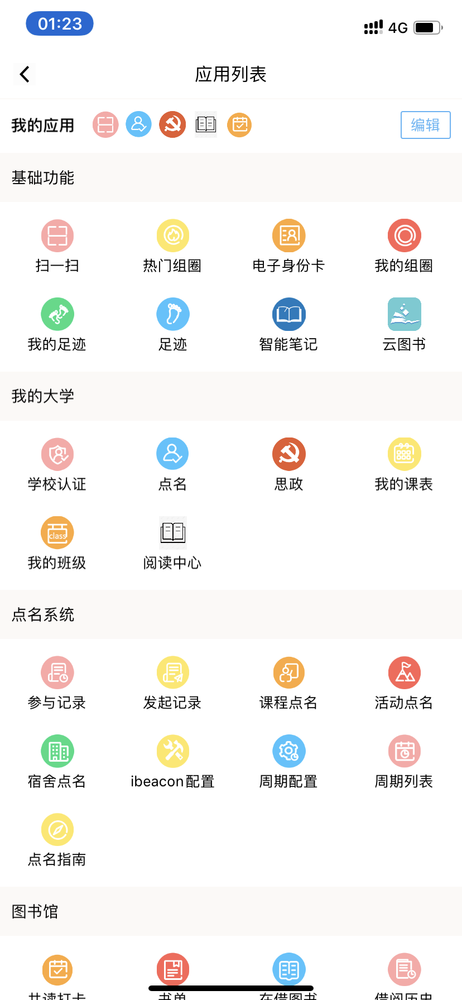 01:23
4G
应用列表
我的应用
编辑
基础功能
扫一扫 热门组圈 电子身份卡 我的组圈
我的足迹 足迹 智能笔记 云图书
我的大学
学校认证 点名 思政 我的课表
class
我的班级 阅读中心
点名系统
参与记录 发起记录 课程点名 活动点名
宿舍点名 ibeacon配置 周期配置 周期列表
点名指南
图书馆
共读打卡 书单 在借图书 借阅历史